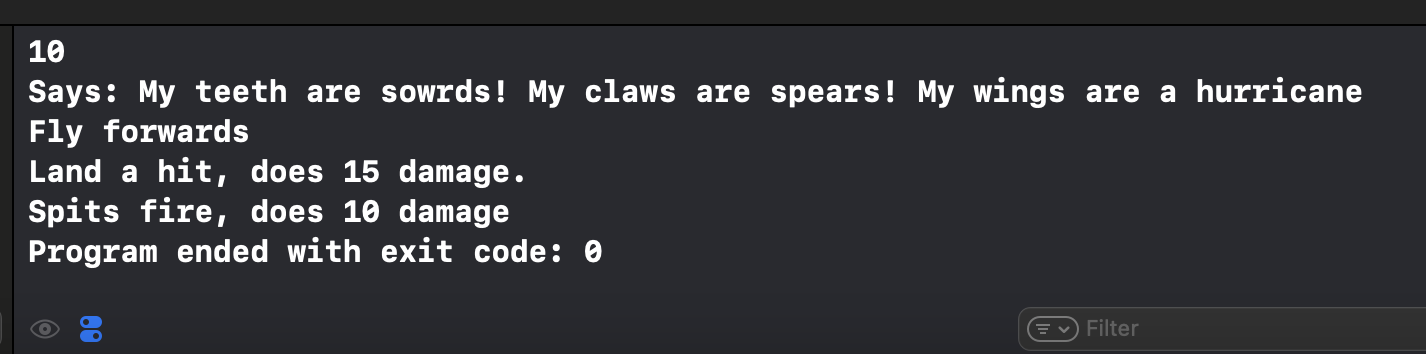 10
Says: My teeth are sowrds! My claws are spears! My wings are a hurricane
Fly forwards
Land a hit, does 15 damage.
Spits fire, does 10 damage
Program ended with exit code: 0
Filter